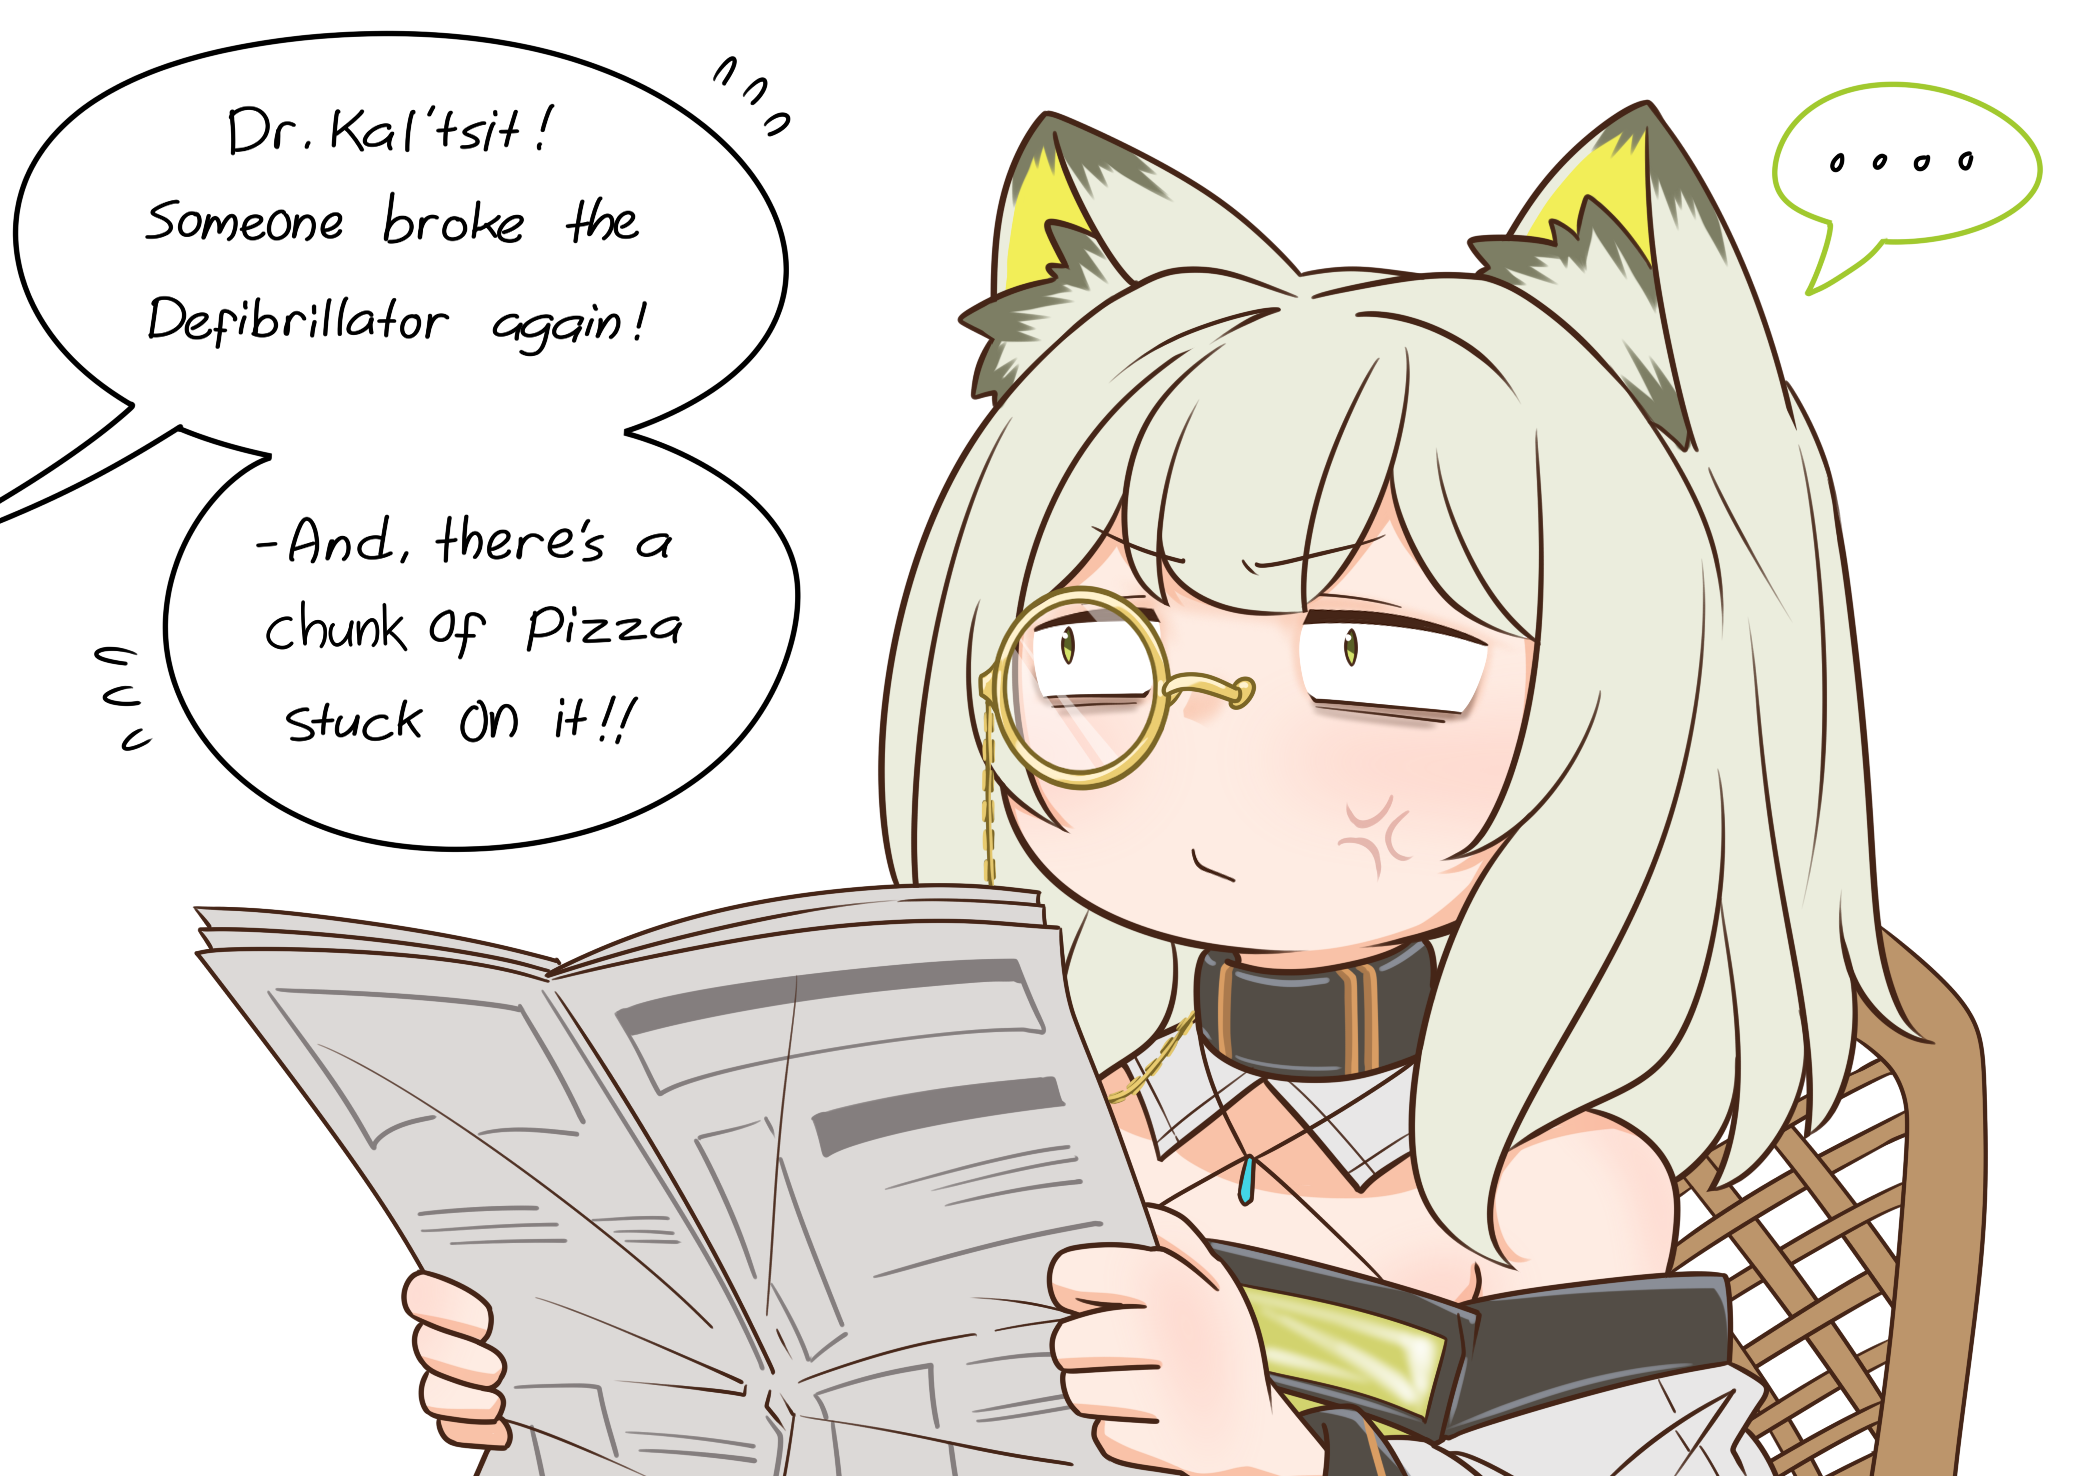 Dr. Kal'tsit!
Someone broke the
Defibrillator again!
-And, there's a
chunk of pizza
stuck on it!!
....